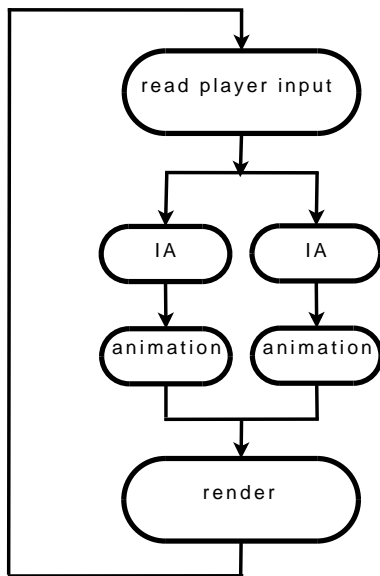 read player input
IA
IA
animation
animation
render